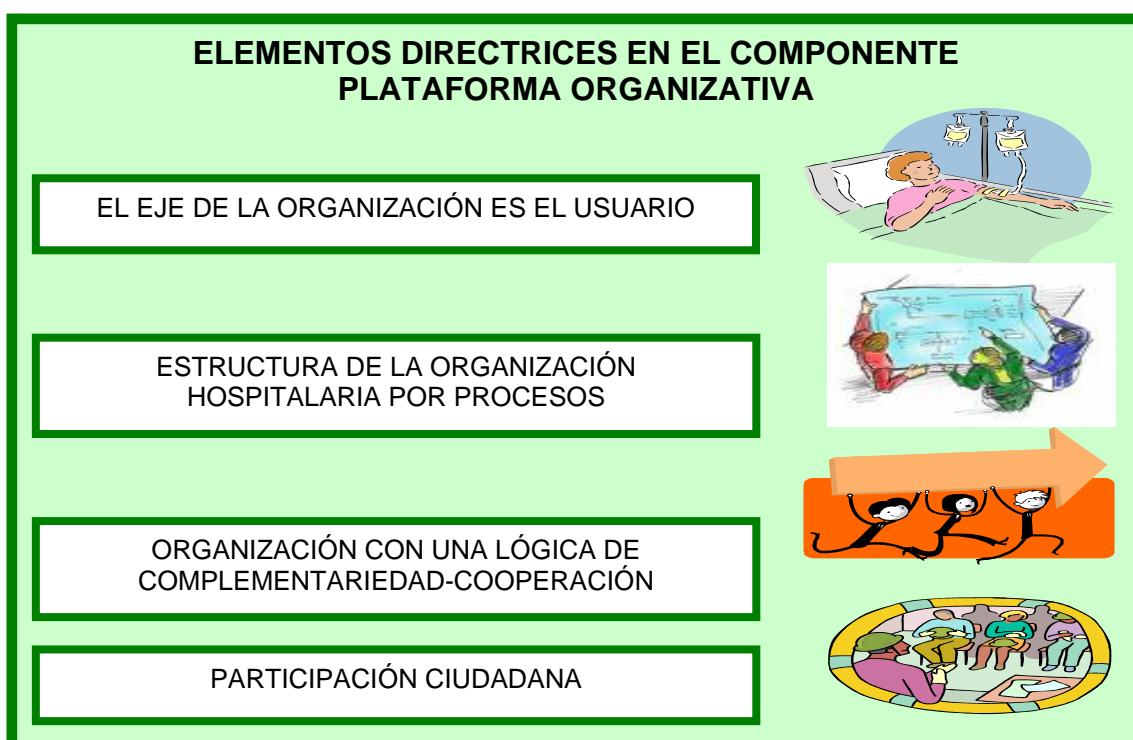 ELEMENTOS DIRECTRICES EN EL COMPONENTE
PLATAFORMA ORGANIZATIVA
EL EJE DE LA ORGANIZACIÓN ES EL USUARIO
ESTRUCTURA DE LA ORGANIZACIÓN
HOSPITALARIA POR PROCESOS
ORGANIZACIÓN CON UNA LÓGICA DE
COMPLEMENTARIEDAD-COOPERACIÓN
PARTICIPACIÓN CIUDADANA